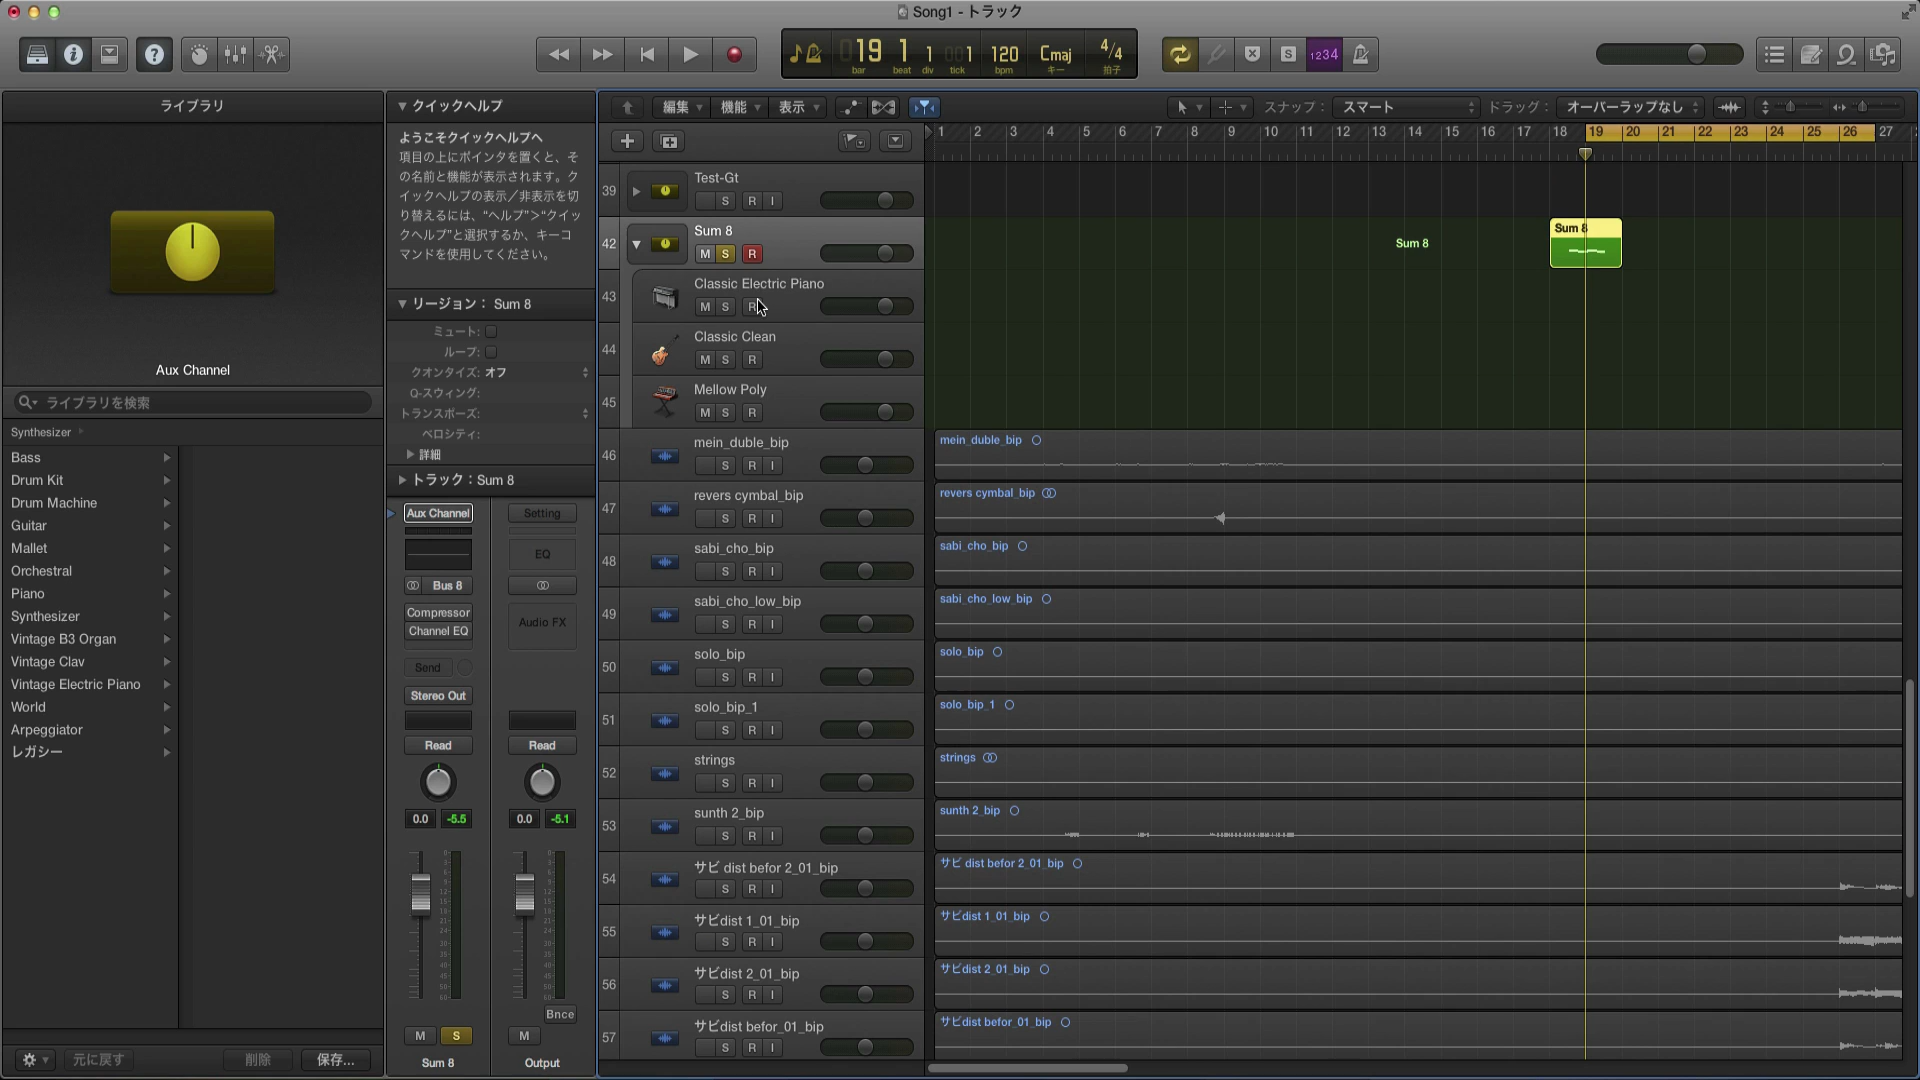 Song1 - トラック
19 1 1 1 120 Cmaj 4/4
bar beat div tick bpm キー 拍子
1234
ライブラリ
Aux Channel
ライブラリを検索
Synthesizer
Bass
Drum Kit
Drum Machine
Guitar
Mallet
Orchestral
Piano
Synthesizer
Vintage B3 Organ
Vintage Clav
Vintage Electric Piano
World
Arpeggiator
レガシー
元に戻す 削除 保存...
クイックヘルプ
ようこそクイックヘルプへ
項目の上にポインタを置くと、そ
の名前と機能が表示されます。ク
イックヘルプの表示／非表示を切
り替えるには、“ヘルプ”>“クイッ
クヘルプ”と選択するか、キーコ
マンドを使用してください。
リージョン： Sum 8
ミュート:
ループ:
クオンタイズ: オフ
Q-スウィング:
トランスポーズ:
ベロシティ:
詳細
トラック：Sum 8
Aux Channel Setting
EQ
Bus 8
Compressor
Channel EQ
Audio FX
Send
Stereo Out
Read Read
0.0 -5.5 0.0 -5.1
Bnce
M S M
Sum 8 Output
編集 機能 表示 スナップ： スマート ドラッグ： オーバーラップなし
1 2 3 4 5 6 7 8 9 10 11 12 13 14 15 16 17 18 19 20 21 22 23 24 25 26 27
39 Test-Gt
S R I
42 Sum 8
M S R
Sum 8 Sum 8
43 Classic Electric Piano
M S R
44 Classic Clean
M S R
45 Mellow Poly
M S R
46 mein_duble_bip
S R I
mein_duble_bip
47 revers cymbal_bip
S R I
revers cymbal_bip
48 sabi_cho_bip
S R I
sabi_cho_bip
49 sabi_cho_low_bip
S R I
sabi_cho_low_bip
50 solo_bip
S R I
solo_bip
51 solo_bip_1
S R I
solo_bip_1
52 strings
S R I
strings
53 sunth 2_bip
S R I
sunth 2_bip
54 サビ dist befor 2_01_bip
S R I
サビ dist befor 2_01_bip
55 サビdist 1_01_bip
S R I
サビdist 1_01_bip
56 サビdist 2_01_bip
S R I
サビdist 2_01_bip
57 サビdist befor_01_bip
S R I
サビdist befor_01_bip